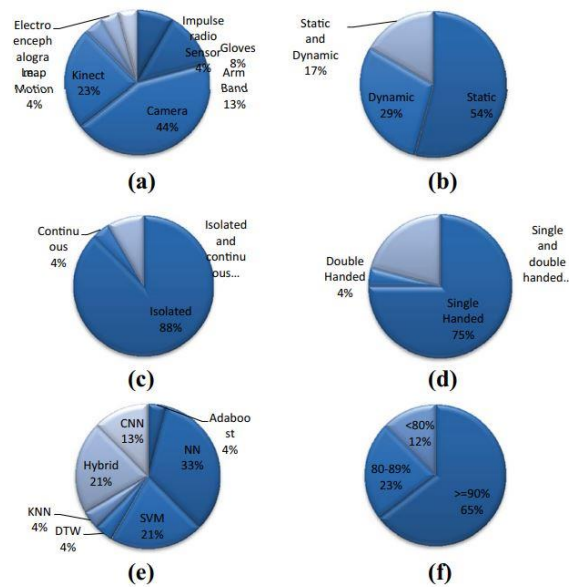 Electro
encepha
alogra
Leap
Motion
4%
Impulse
radio
Sensor
4%
Gloves
8%
Arm
Band
13%
Kinect
23%
Camera
44%
(a)
Static
and
Dynamic
17%
Dynamic
29%
Static
54%
(b)
Continu
ous
4%
Isolated
and
continu
ous...
Isolated
88%
(c)
Double
Handed
4%
Single
and
double
handed..
Single
Handed
75%
(d)
CNN
13%
Adaboo
st
4%
NN
33%
Hybrid
21%
KNN
4%
DTW
4%
SVM
21%
(e)
<80%
12%
80-89%
23%
>=90%
65%
(f)